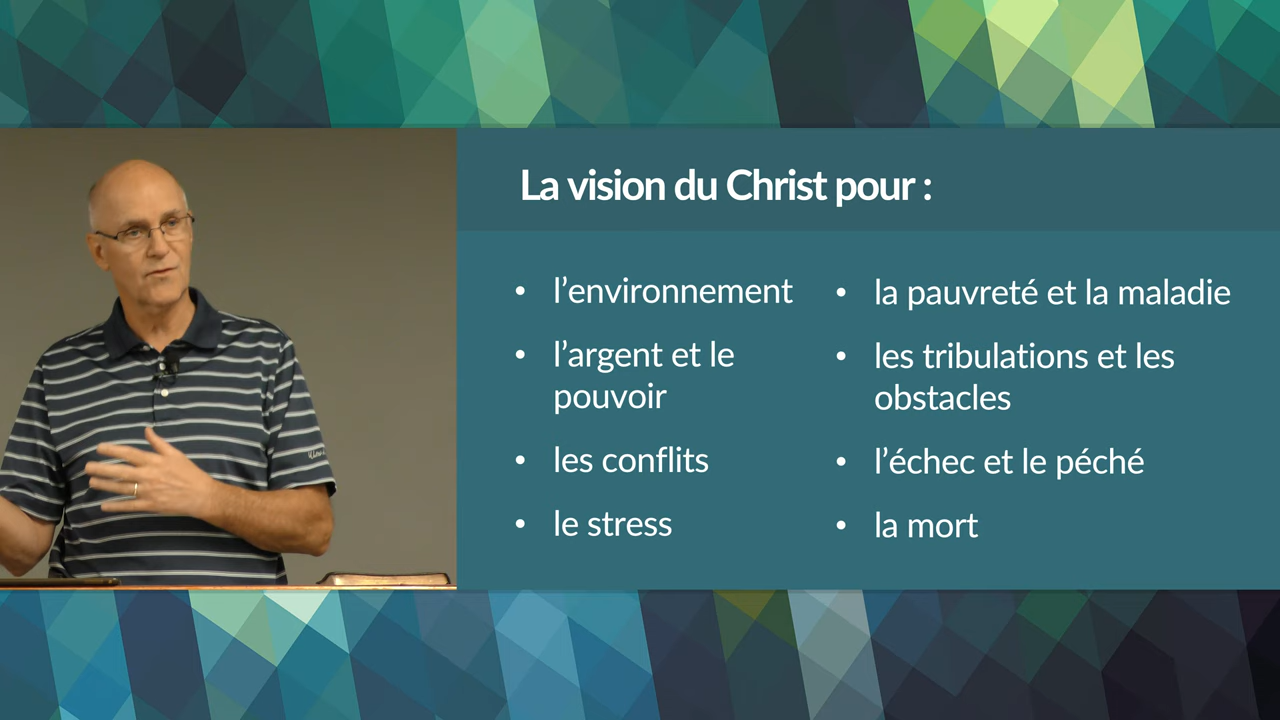 La vision du Christ pour :
• l’environnement
• l’argent et le
pouvoir
• les conflits
• le stress
• la pauvreté et la maladie
• les tribulations et les
obstacles
• l’échec et le péché
• la mort